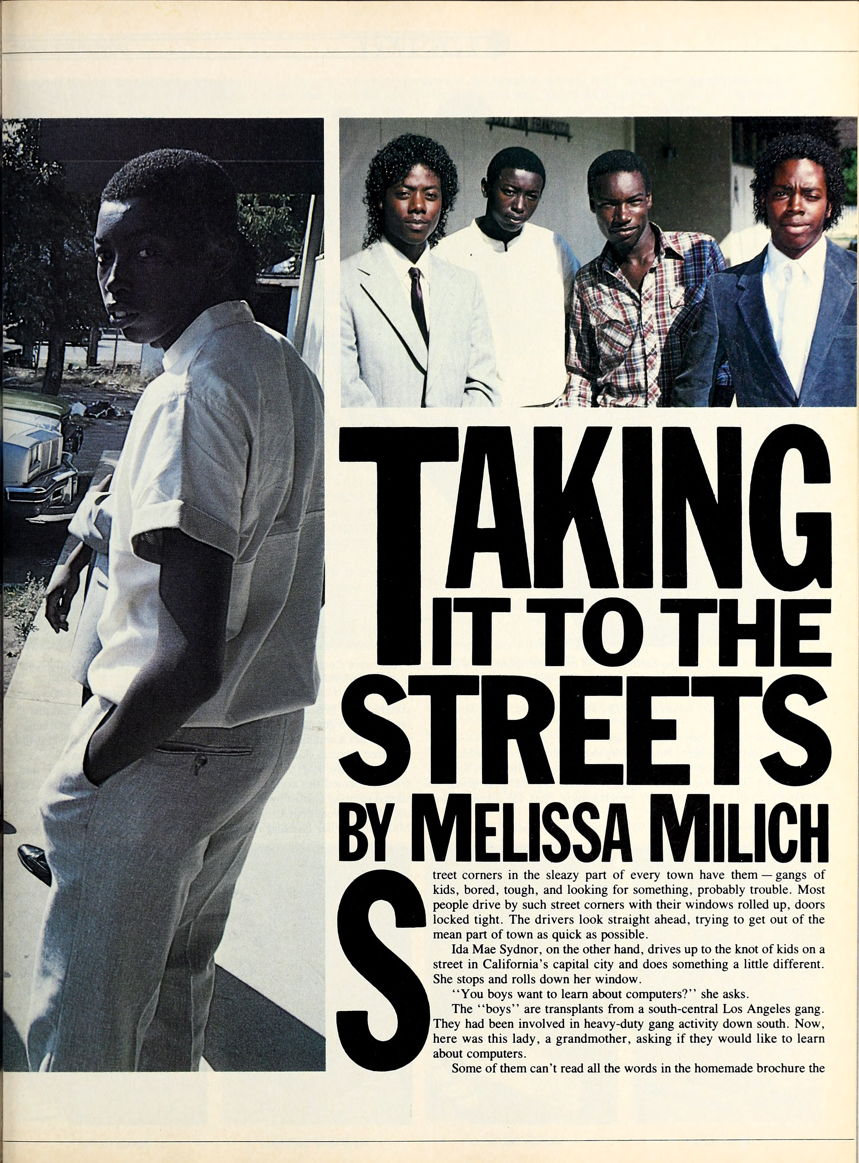 TAKING
IT TO THE
STREETS
BY MELISSA MILICH
Street corners in the sleazy part of every town have them — gangs of
kids, bored, tough, and looking for something, probably trouble. Most
people drive by such street corners with their windows rolled up, doors
locked tight. The drivers look straight ahead, trying to get out of the
mean part of town as quick as possible.
Ida Mae Sydnor, on the other hand, drives up to the knot of kids on a
street in California's capital city and does something a little different.
She stops and rolls down her window.
‘‘You boys want to learn about computers?’’ she asks.
The ‘‘boys’’ are transplants from a south-central Los Angeles gang.
They had been involved in heavy-duty gang activity down south. Now,
here was this lady, a grandmother, asking if they would like to learn
about computers.
Some of them can't read all the words in the homemade brochure the